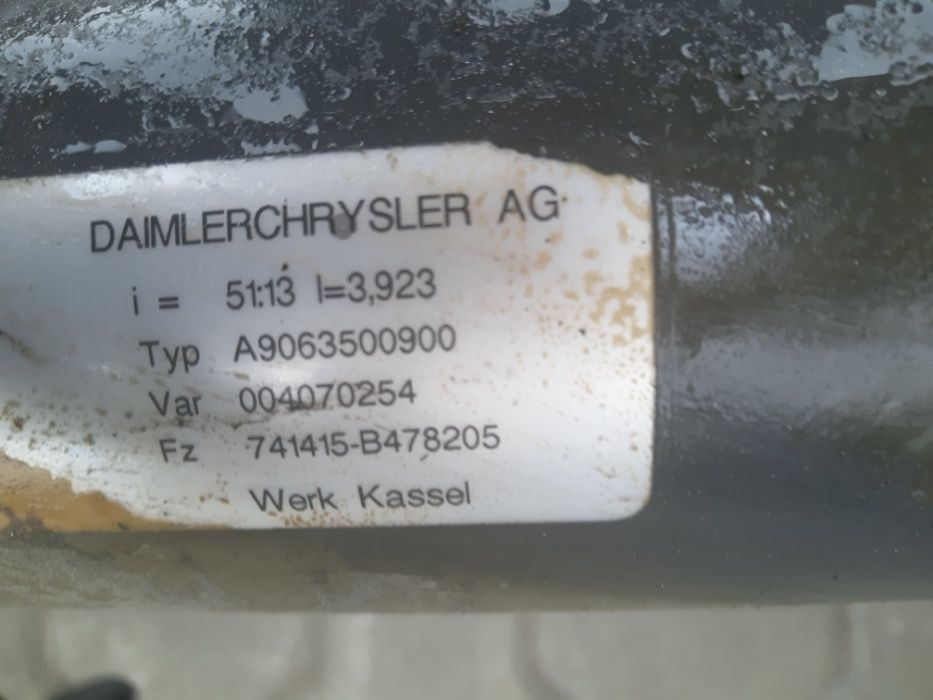 DAIMLERCHRYSLER AG
i = 51:13 I=3,923
Typ A9063500900
Var 004070254
Fz 741415-B478205
Werk Kassel